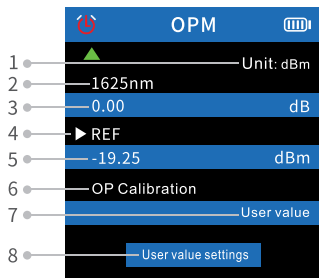 OPM
1 Unit: dBm
2 1625nm
3 0.00 dB
4 REF
5 -19.25 dBm
6 OP Calibration
7 User value
8 User value settings